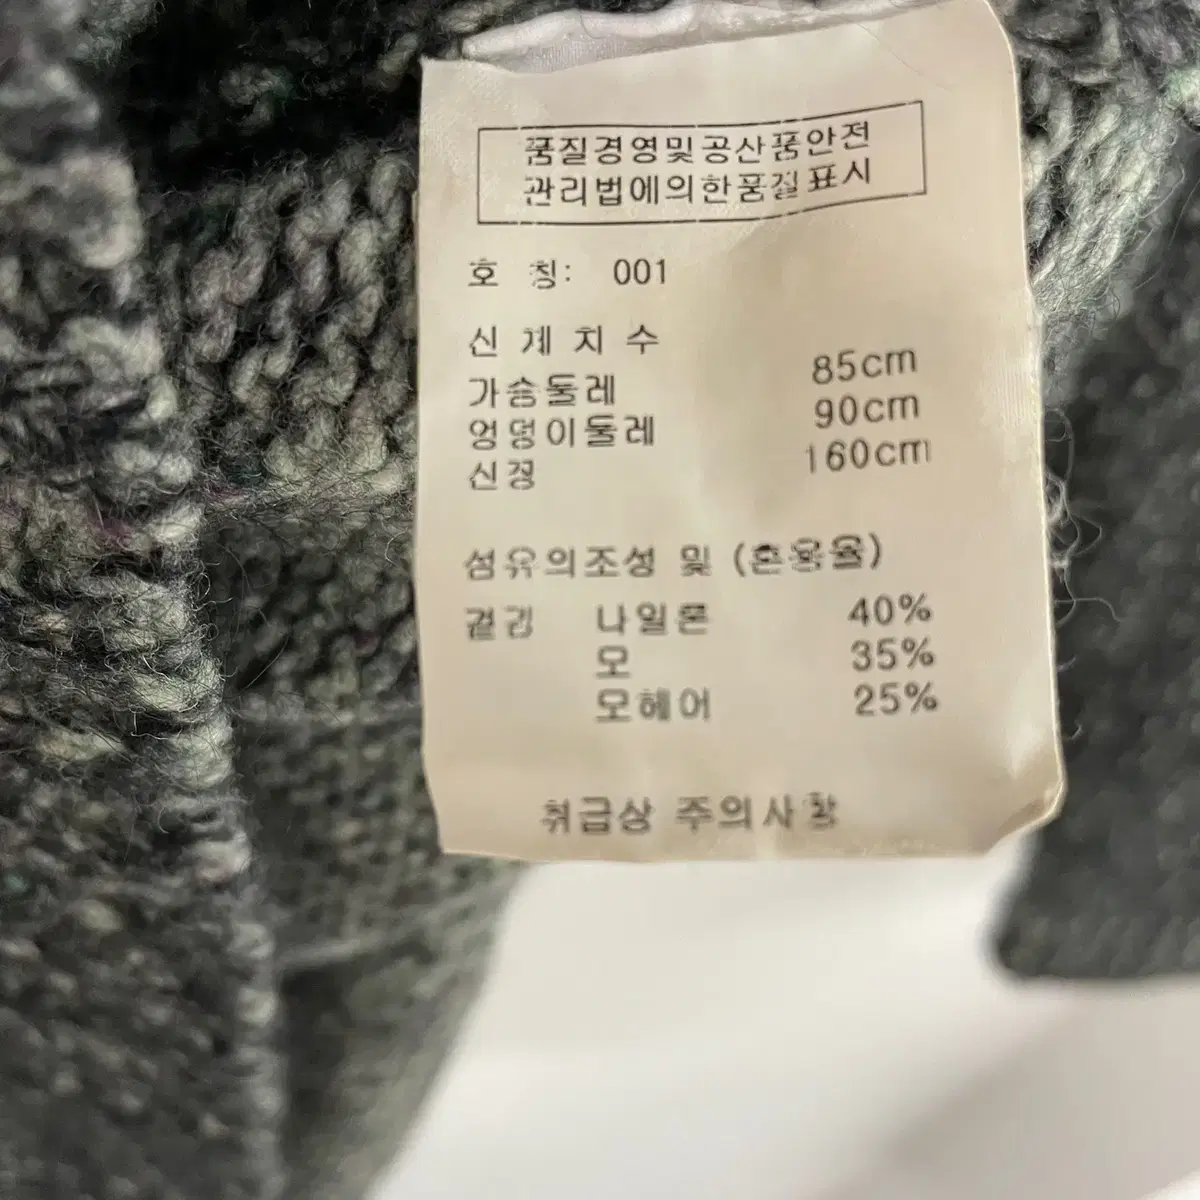 품질경영및공산품안전
관리법에의한품질표시
호 칭: 001
신 체 치 수
가슴둘레 85cm
엉덩이둘레 90cm
신장 160cm
섬유의조성 및 (혼용율)
겉감 나일론 40%
모 35%
모헤어 25%
취급상 주의사항